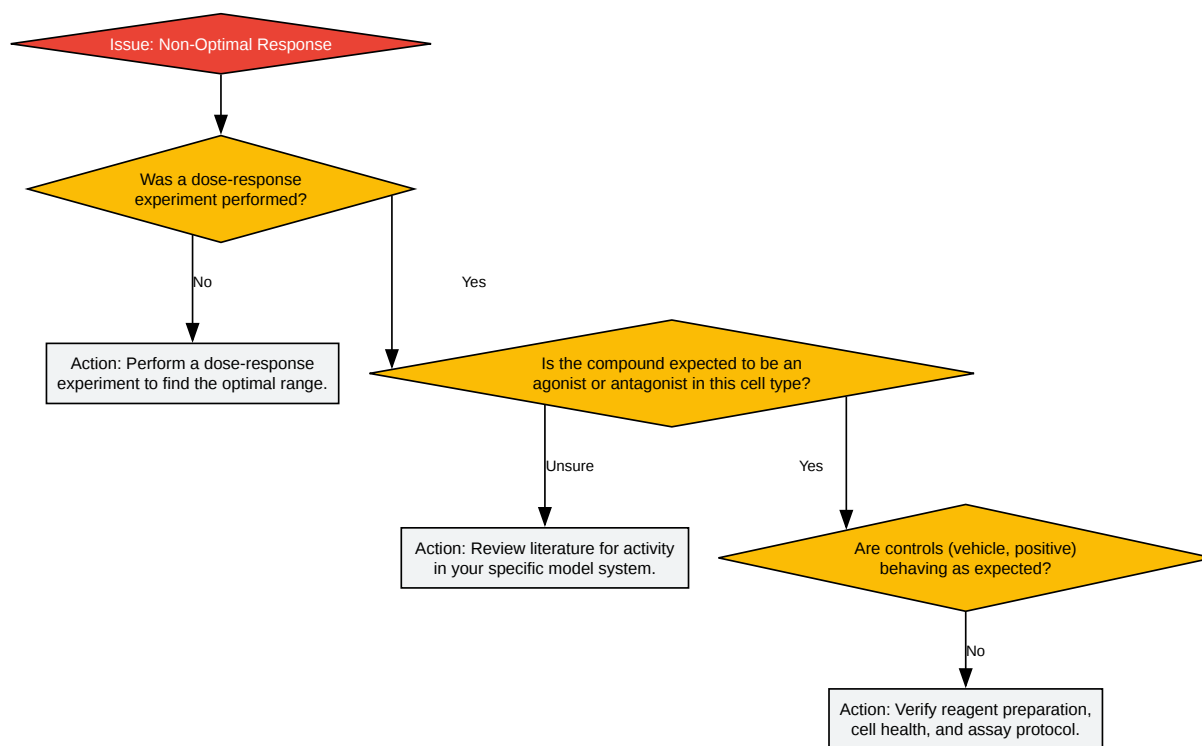 Issue: Non-Optimal Response
Was a dose-response
experiment performed?
No
Yes
Action: Perform a dose-response
experiment to find the optimal range.
Is the compound expected to be an
agonist or antagonist in this cell type?
Unsure
Yes
Action: Review literature for activity
in your specific model system.
Are controls (vehicle, positive)
behaving as expected?
No
Action: Verify reagent preparation,
cell health, and assay protocol.